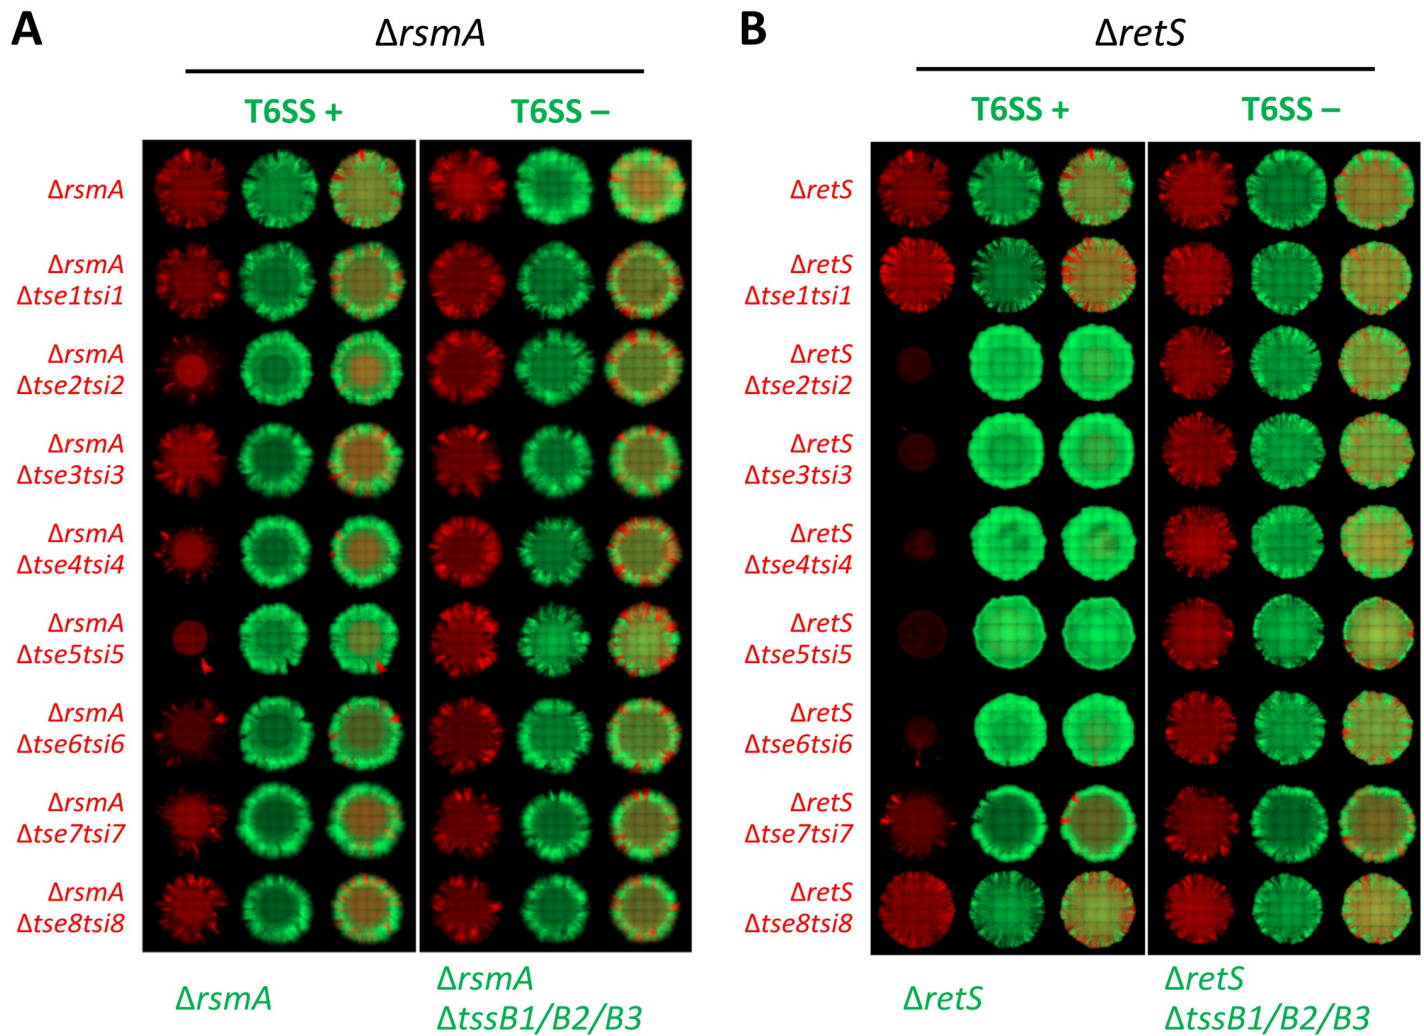 A
ΔrsmA
T6SS +
T6SS –
ΔrsmA
ΔrsmA
Δtse1tsi1
ΔrsmA
Δtse2tsi2
ΔrsmA
Δtse3tsi3
ΔrsmA
Δtse4tsi4
ΔrsmA
Δtse5tsi5
ΔrsmA
Δtse6tsi6
ΔrsmA
Δtse7tsi7
ΔrsmA
Δtse8tsi8
ΔrsmA
ΔrsmA
ΔtssB1/B2/B3
B
ΔretS
T6SS +
T6SS –
ΔretS
ΔretS
Δtse1tsi1
ΔretS
Δtse2tsi2
ΔretS
Δtse3tsi3
ΔretS
Δtse4tsi4
ΔretS
Δtse5tsi5
ΔretS
Δtse6tsi6
ΔretS
Δtse7tsi7
ΔretS
Δtse8tsi8
ΔretS
ΔretS
ΔtssB1/B2/B3